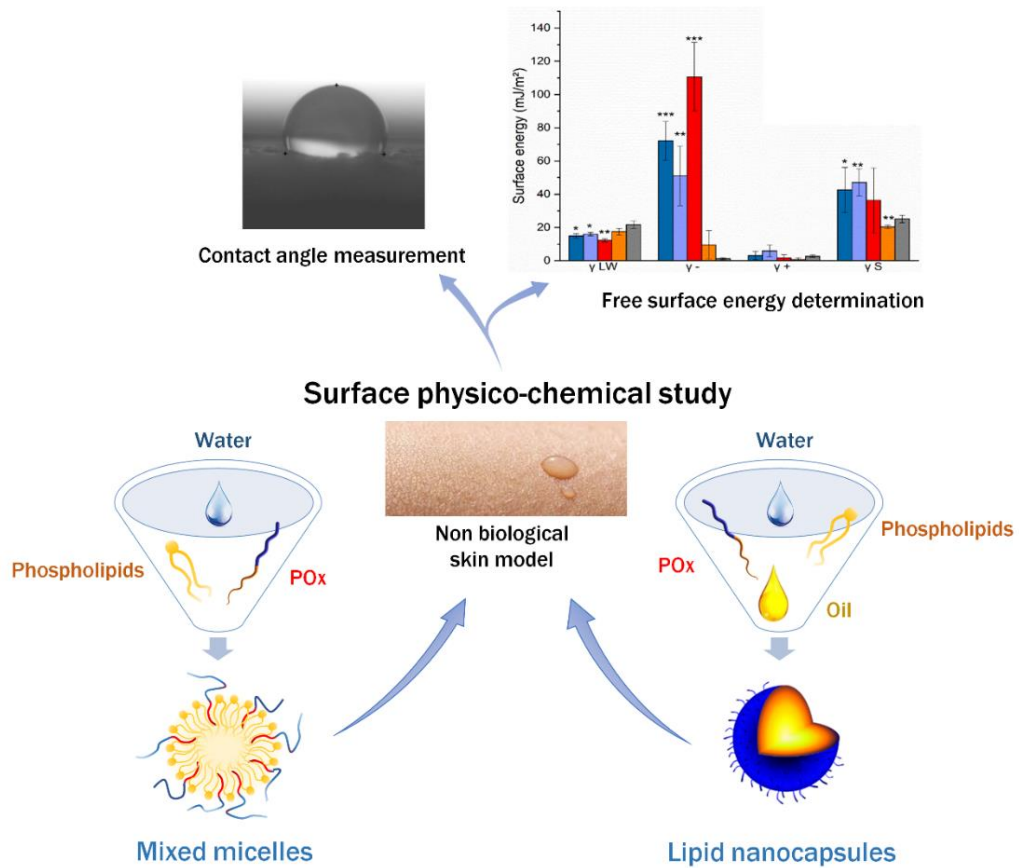 140
120
100
80
60
40
20
0
Surface energy (mJ/m²)
* * **
*** ** ***
* ** **
γ LW γ - γ + γ S
Contact angle measurement
Free surface energy determination
Surface physico-chemical study
Water
Phospholipids
POx
Non biological
skin model
Water
POx
Phospholipids
Oil
Mixed micelles
Lipid nanocapsules